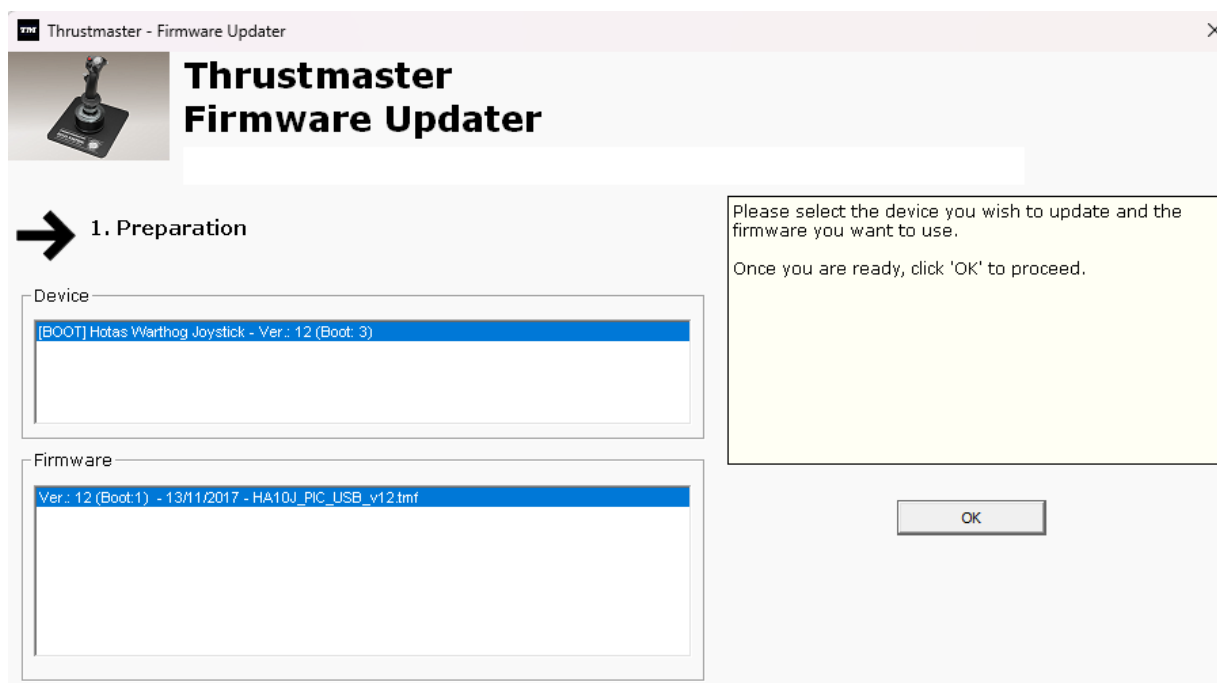 Thrustmaster - Firmware Updater
Thrustmaster
Firmware Updater
1. Preparation
Please select the device you wish to update and the
firmware you want to use.
Once you are ready, click 'OK' to proceed.
Device
[BOOT] Hotas Warthog Joystick - Ver.: 12 (Boot: 3)
Firmware
Ver.: 12 (Boot:1) - 13/11/2017 - HA10J_PIC_USB_v12.tmf
OK